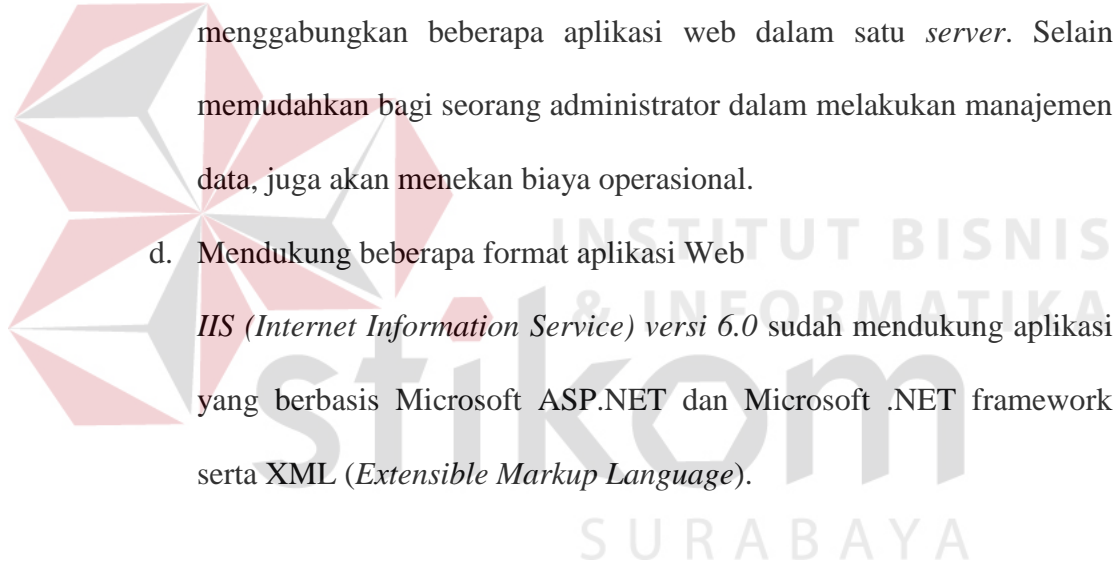 menggabungkan beberapa aplikasi web dalam satu server. Selain
memudahkan bagi seorang administrator dalam melakukan manajemen
data, juga akan menekan biaya operasional.
INSTITUT BISNIS
d. Mendukung beberapa format aplikasi Web
& INFORMATIKA
IIS (Internet Information Service) versi 6.0 sudah mendukung aplikasi
stikom
yang berbasis Microsoft ASP.NET dan Microsoft .NET framework
serta XML (Extensible Markup Language).
SURABAYA